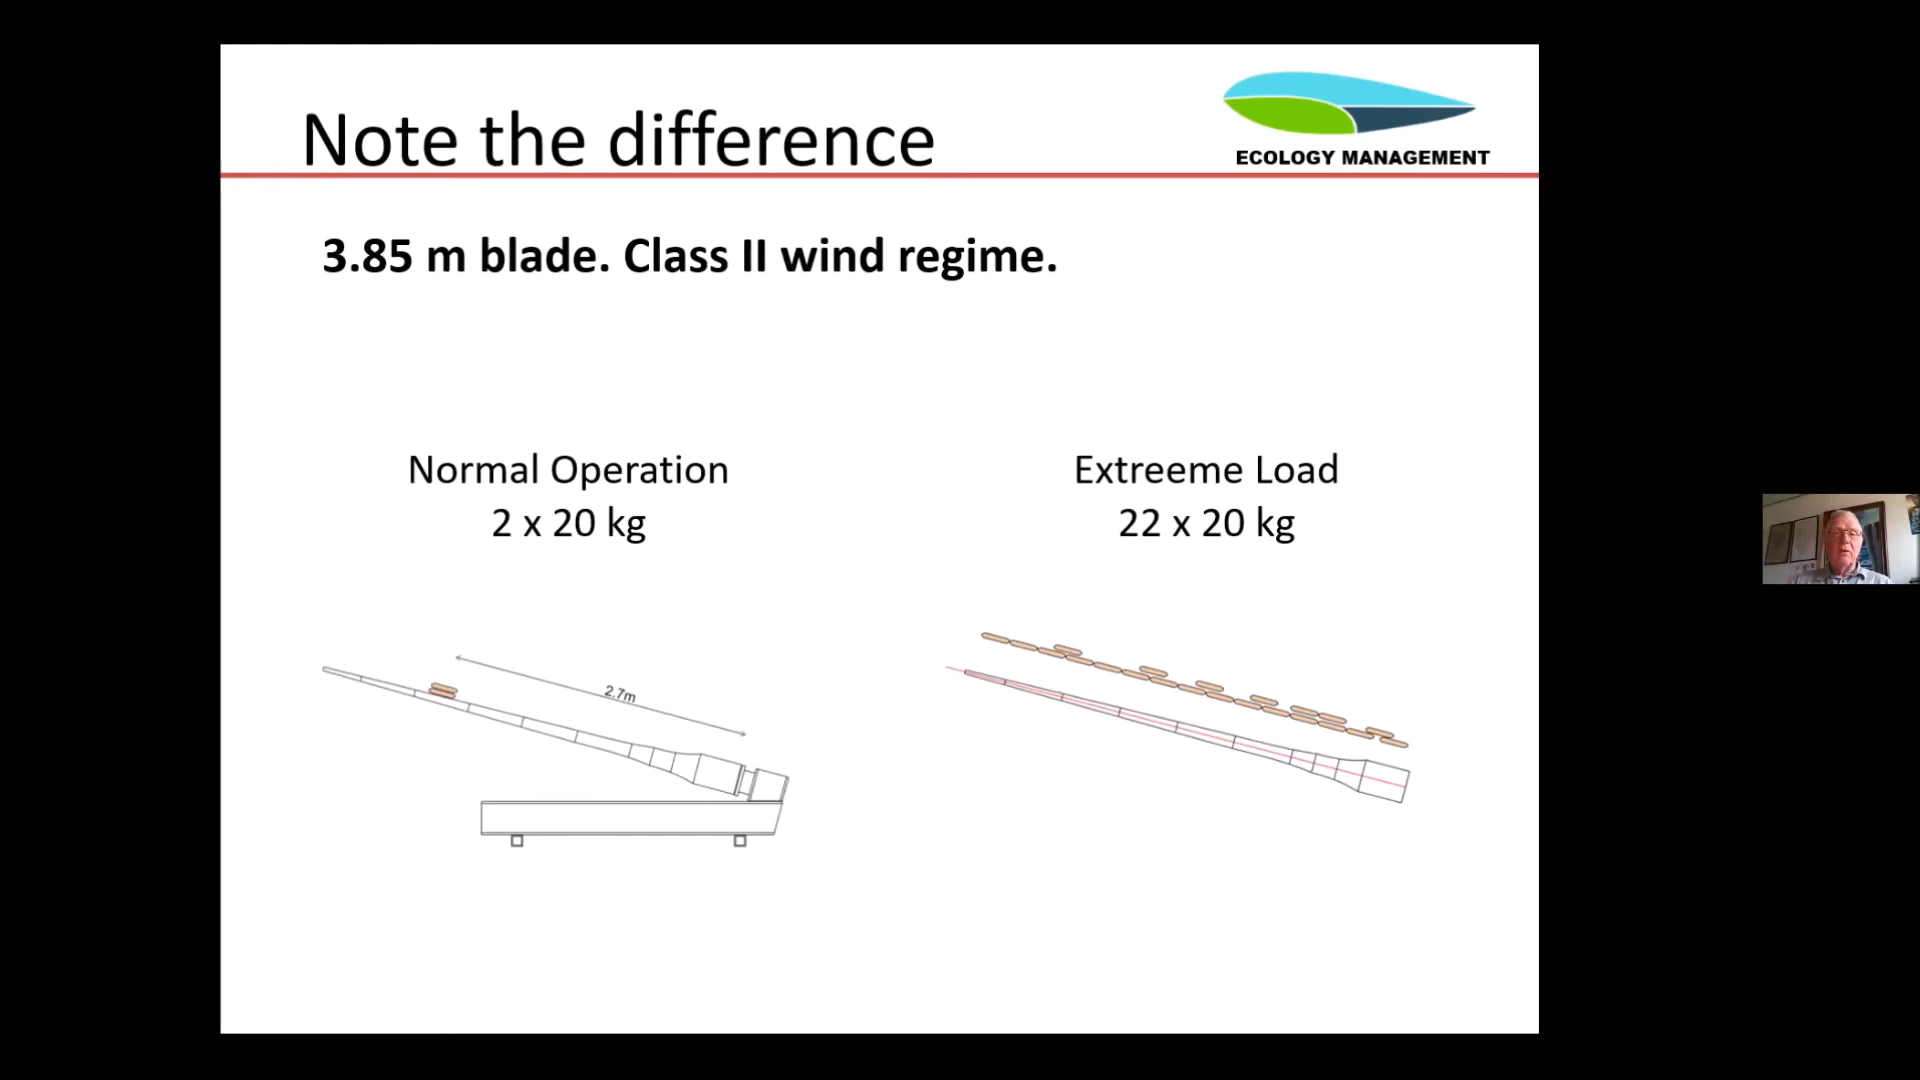 Note the difference
ECOLOGY MANAGEMENT
3.85 m blade. Class II wind regime.
Normal Operation
2 x 20 kg
Extreeme Load
22 x 20 kg
2.7m